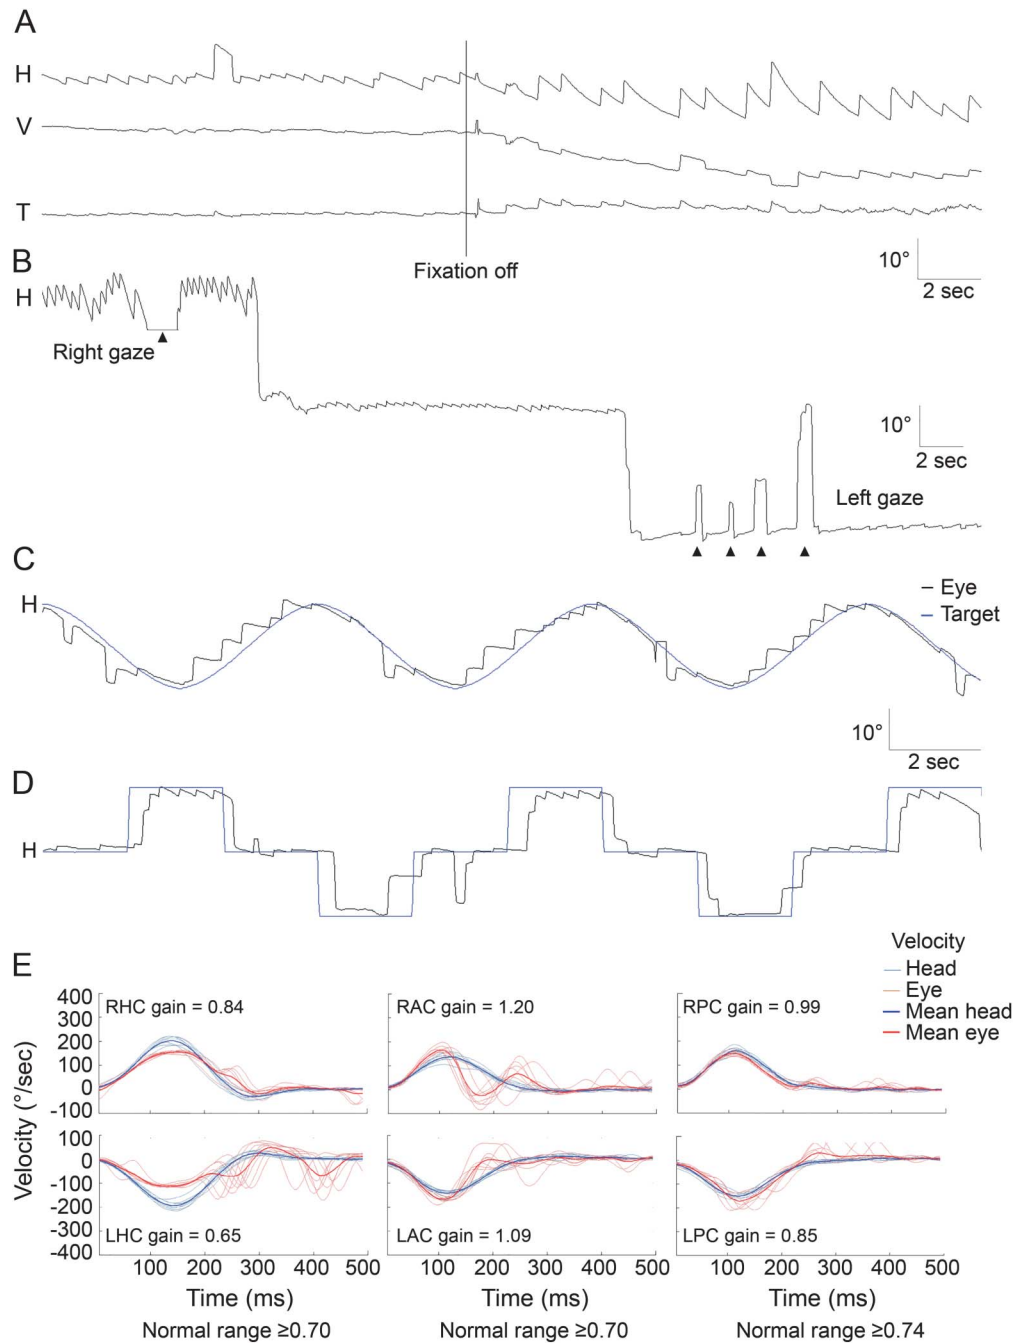 A
H
V
T
Fixation off
10°
2 sec
B
H
Right gaze
10°
2 sec
Left gaze
C
H
Eye
Target
10°
2 sec
D
H
E
Velocity
Head
Eye
Mean head
Mean eye
Velocity (°/sec)
400
300
200
100
0
-100
RHC gain = 0.84
RAC gain = 1.20
RPC gain = 0.99
100
0
-100
-200
-300
-400
LHC gain = 0.65
LAC gain = 1.09
LPC gain = 0.85
100 200 300 400 500 100 200 300 400 500 100 200 300 400 500
Time (ms) Time (ms) Time (ms)
Normal range ≥0.70 Normal range ≥0.70 Normal range ≥0.74